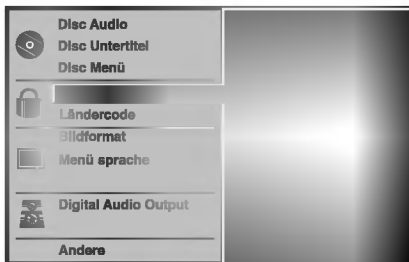 Disc Audio
Disc Untertitel
Disc Menü
Ländercode
Bildformat
Menü sprache
Digital Audio Output
Andere